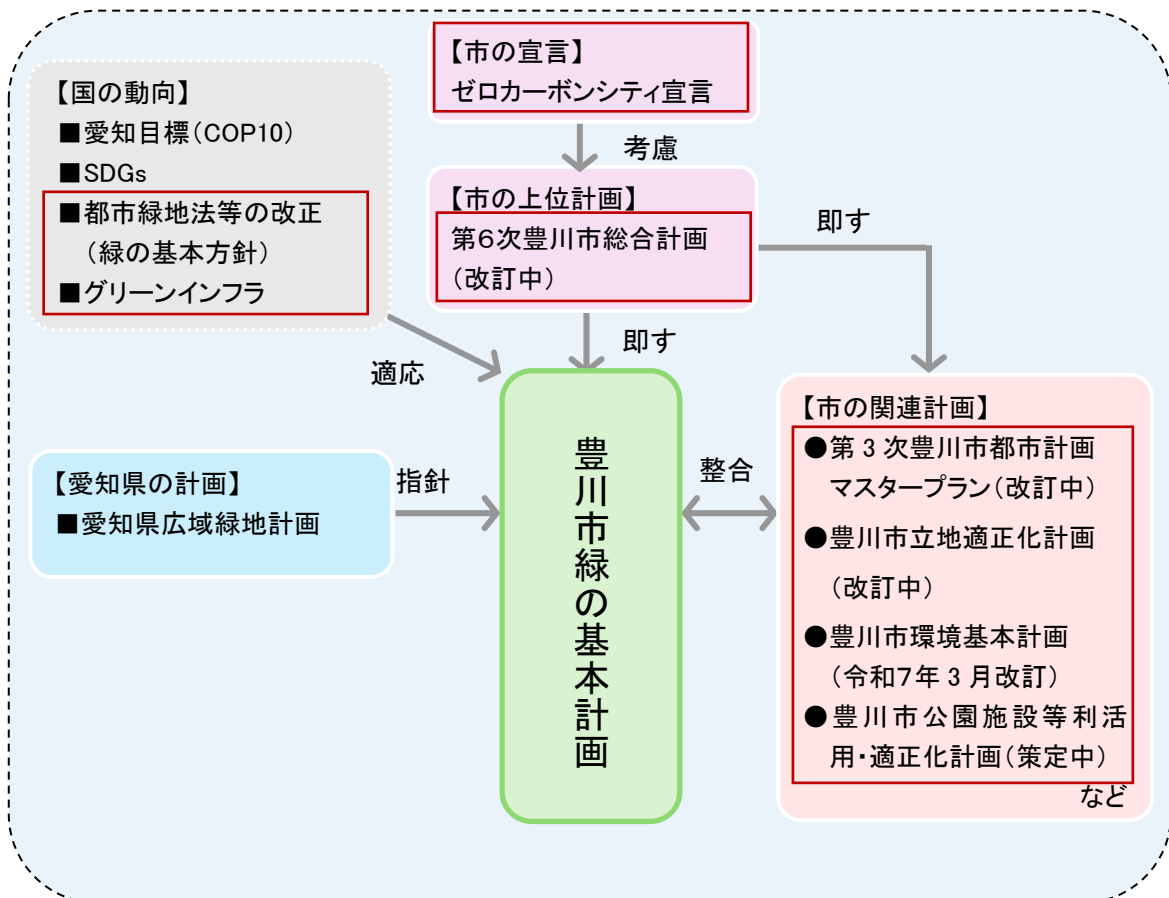 【市の宣言】
ゼロカーボンシティ宣言
【国の動向】
■愛知目標（COP10）
■SDGs
■都市緑地法等の改正
（緑の基本方針）
■グリーンインフラ
考慮
【市の上位計画】
第６次豊川市総合計画
（改訂中）
即す
即す
適応
【愛知県の計画】
■愛知県広域緑地計画
指針
豊川市緑の基本計画
整合
【市の関連計画】
●第３次豊川市都市計画
マスタープラン（改訂中）
●豊川市立地適正化計画
（改訂中）
●豊川市環境基本計画
（令和７年３月改訂）
●豊川市公園施設等利活
用・適正化計画（策定中）
など